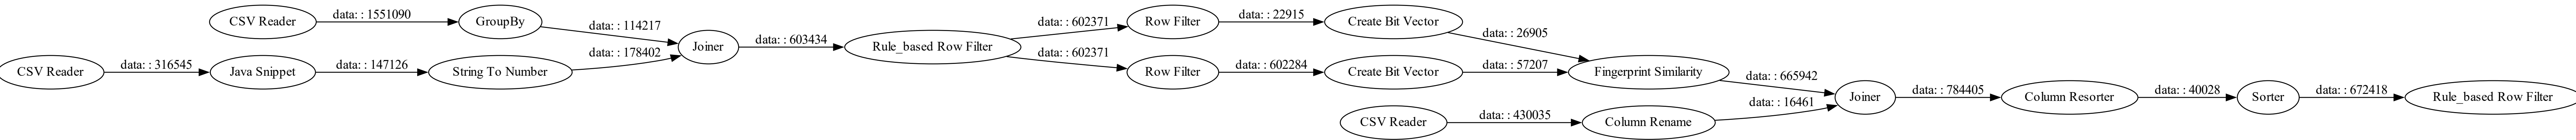 CSV Reader
data: : 1551090
GroupBy
data: : 114217
CSV Reader
data: : 316545
Java Snippet
data: : 147126
String To Number
data: : 178402
Joiner
data: : 603434
Rule_based Row Filter
data: : 602371
Row Filter
data: : 22915
Create Bit Vector
data: : 26905
data: : 602371
Row Filter
data: : 602284
Create Bit Vector
data: : 57207
Fingerprint Similarity
data: : 665942
CSV Reader
data: : 430035
Column Rename
data: : 16461
Joiner
data: : 784405
Column Resorter
data: : 40028
Sorter
data: : 672418
Rule_based Row Filter